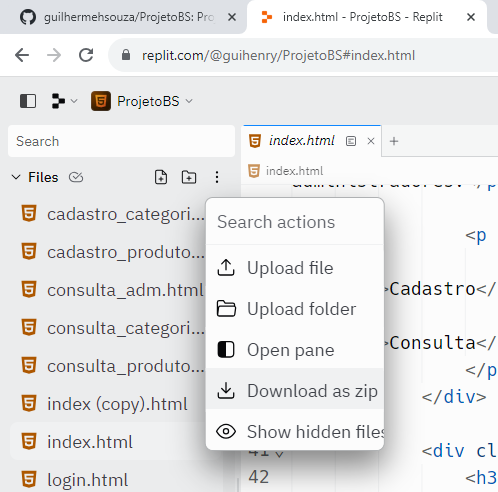 guilhermehsouza/ProjetoBS: Pro
index.html - ProjetoBS - Replit
replit.com/@guihenry/ProjetoBS#index.html
ProjetoBS
Search
index.html
Files
index.html
cadastro_categori...
cadastro_produto...
consulta_adm.html
consulta_categori...
consulta_produto...
index (copy).html
index.html
login.html
Search actions
Upload file
Upload folder
Open pane
Download as zip
Show hidden files
<p
>Cadastro</
>Consulta</
</p
</div>
41
<div cl
42
<h3